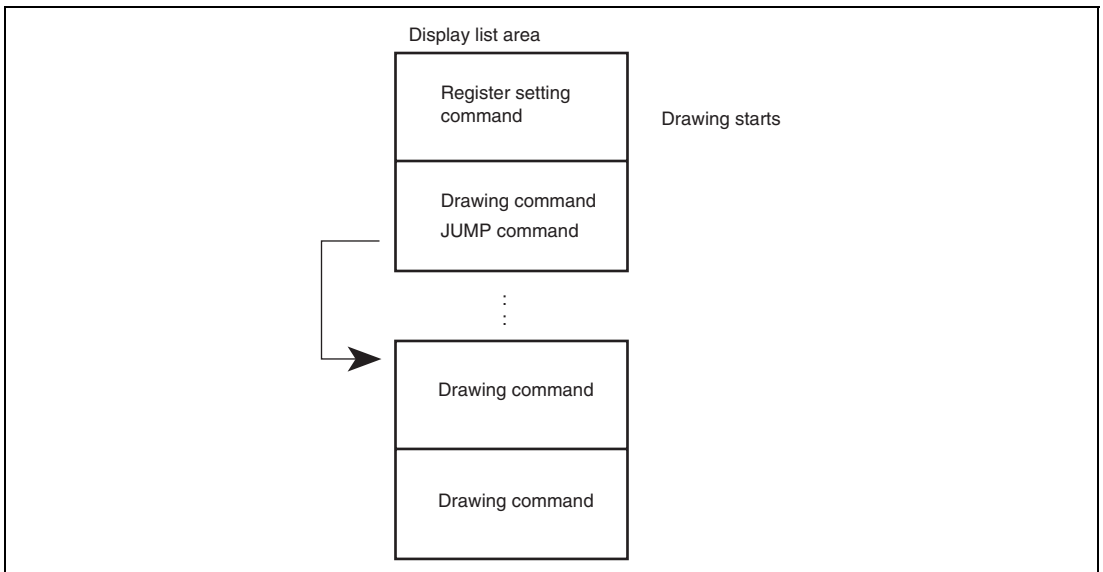 Display list area
Register setting
command
Drawing starts
Drawing command
JUMP command
:
:
Drawing command
Drawing command